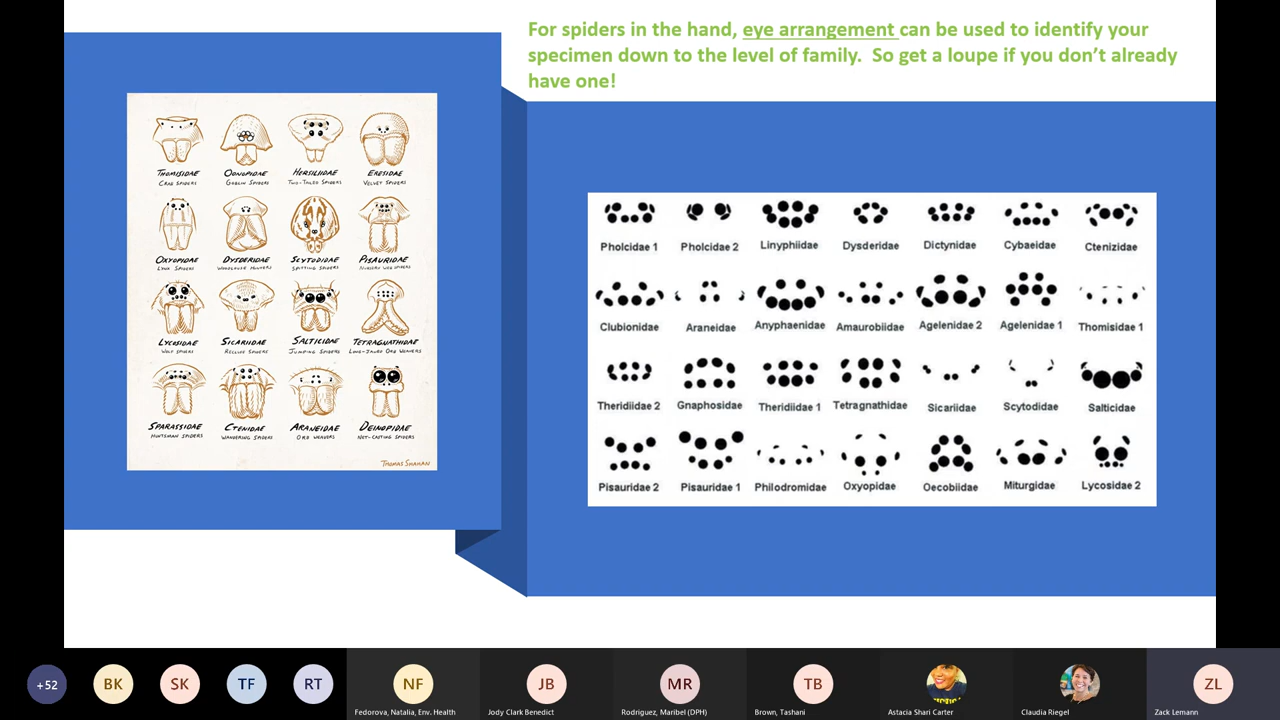 For spiders in the hand, eye arrangement can be used to identify your
specimen down to the level of family.  So get a loupe if you don’t already
have one!
Thomisidae Oonopidae Hersiliidae Eresidae
Crab Spiders Goblin Spiders Two-Tailed Spiders Velvet Spiders
Oxyopidae Dysderidae Scytodidae Pisauridae
Lynx Spiders Woodlouse Hunters Spitting Spiders Nursery Web Spiders
Lycosidae Sicariidae Salticidae Tetragnathidae
Wolf Spiders Recluse Spiders Jumping Spiders Long-Jawed Orb Weavers
Sparassidae Ctenidae Araneidae Deinopidae
Huntsman Spiders Wandering Spiders Orb Weavers Net-Casting Spiders
Thomas Shahan
Pholcidae 1 Pholcidae 2 Linyphiidae Dysderidae Dictynidae Cybaeidae Ctenizidae
Clubionidae Araneidae Anyphaenidae Amaurobiidae Agelenidae 2 Agelenidae 1 Thomisidae 1
Theridiidae 2 Gnaphosidae Theridiidae 1 Tetragnathidae Sicariidae Scytodidae Salticidae
Pisauridae 2 Pisauridae 1 Philodromidae Oxyopidae Oecobiidae Miturgidae Lycosidae 2
+52 BK SK TF RT NF JB MR TB ZL
Fedorova, Natalia, Env. Health Jody Clark Benedict Rodriguez, Maribel (DPH) Brown, Tashani Astacia Shari Carter Claudia Riegel Zack Lemann